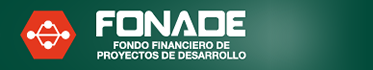 FONADE
FONDO FINANCIERO DE
PROYECTOS DE DESARROLLO